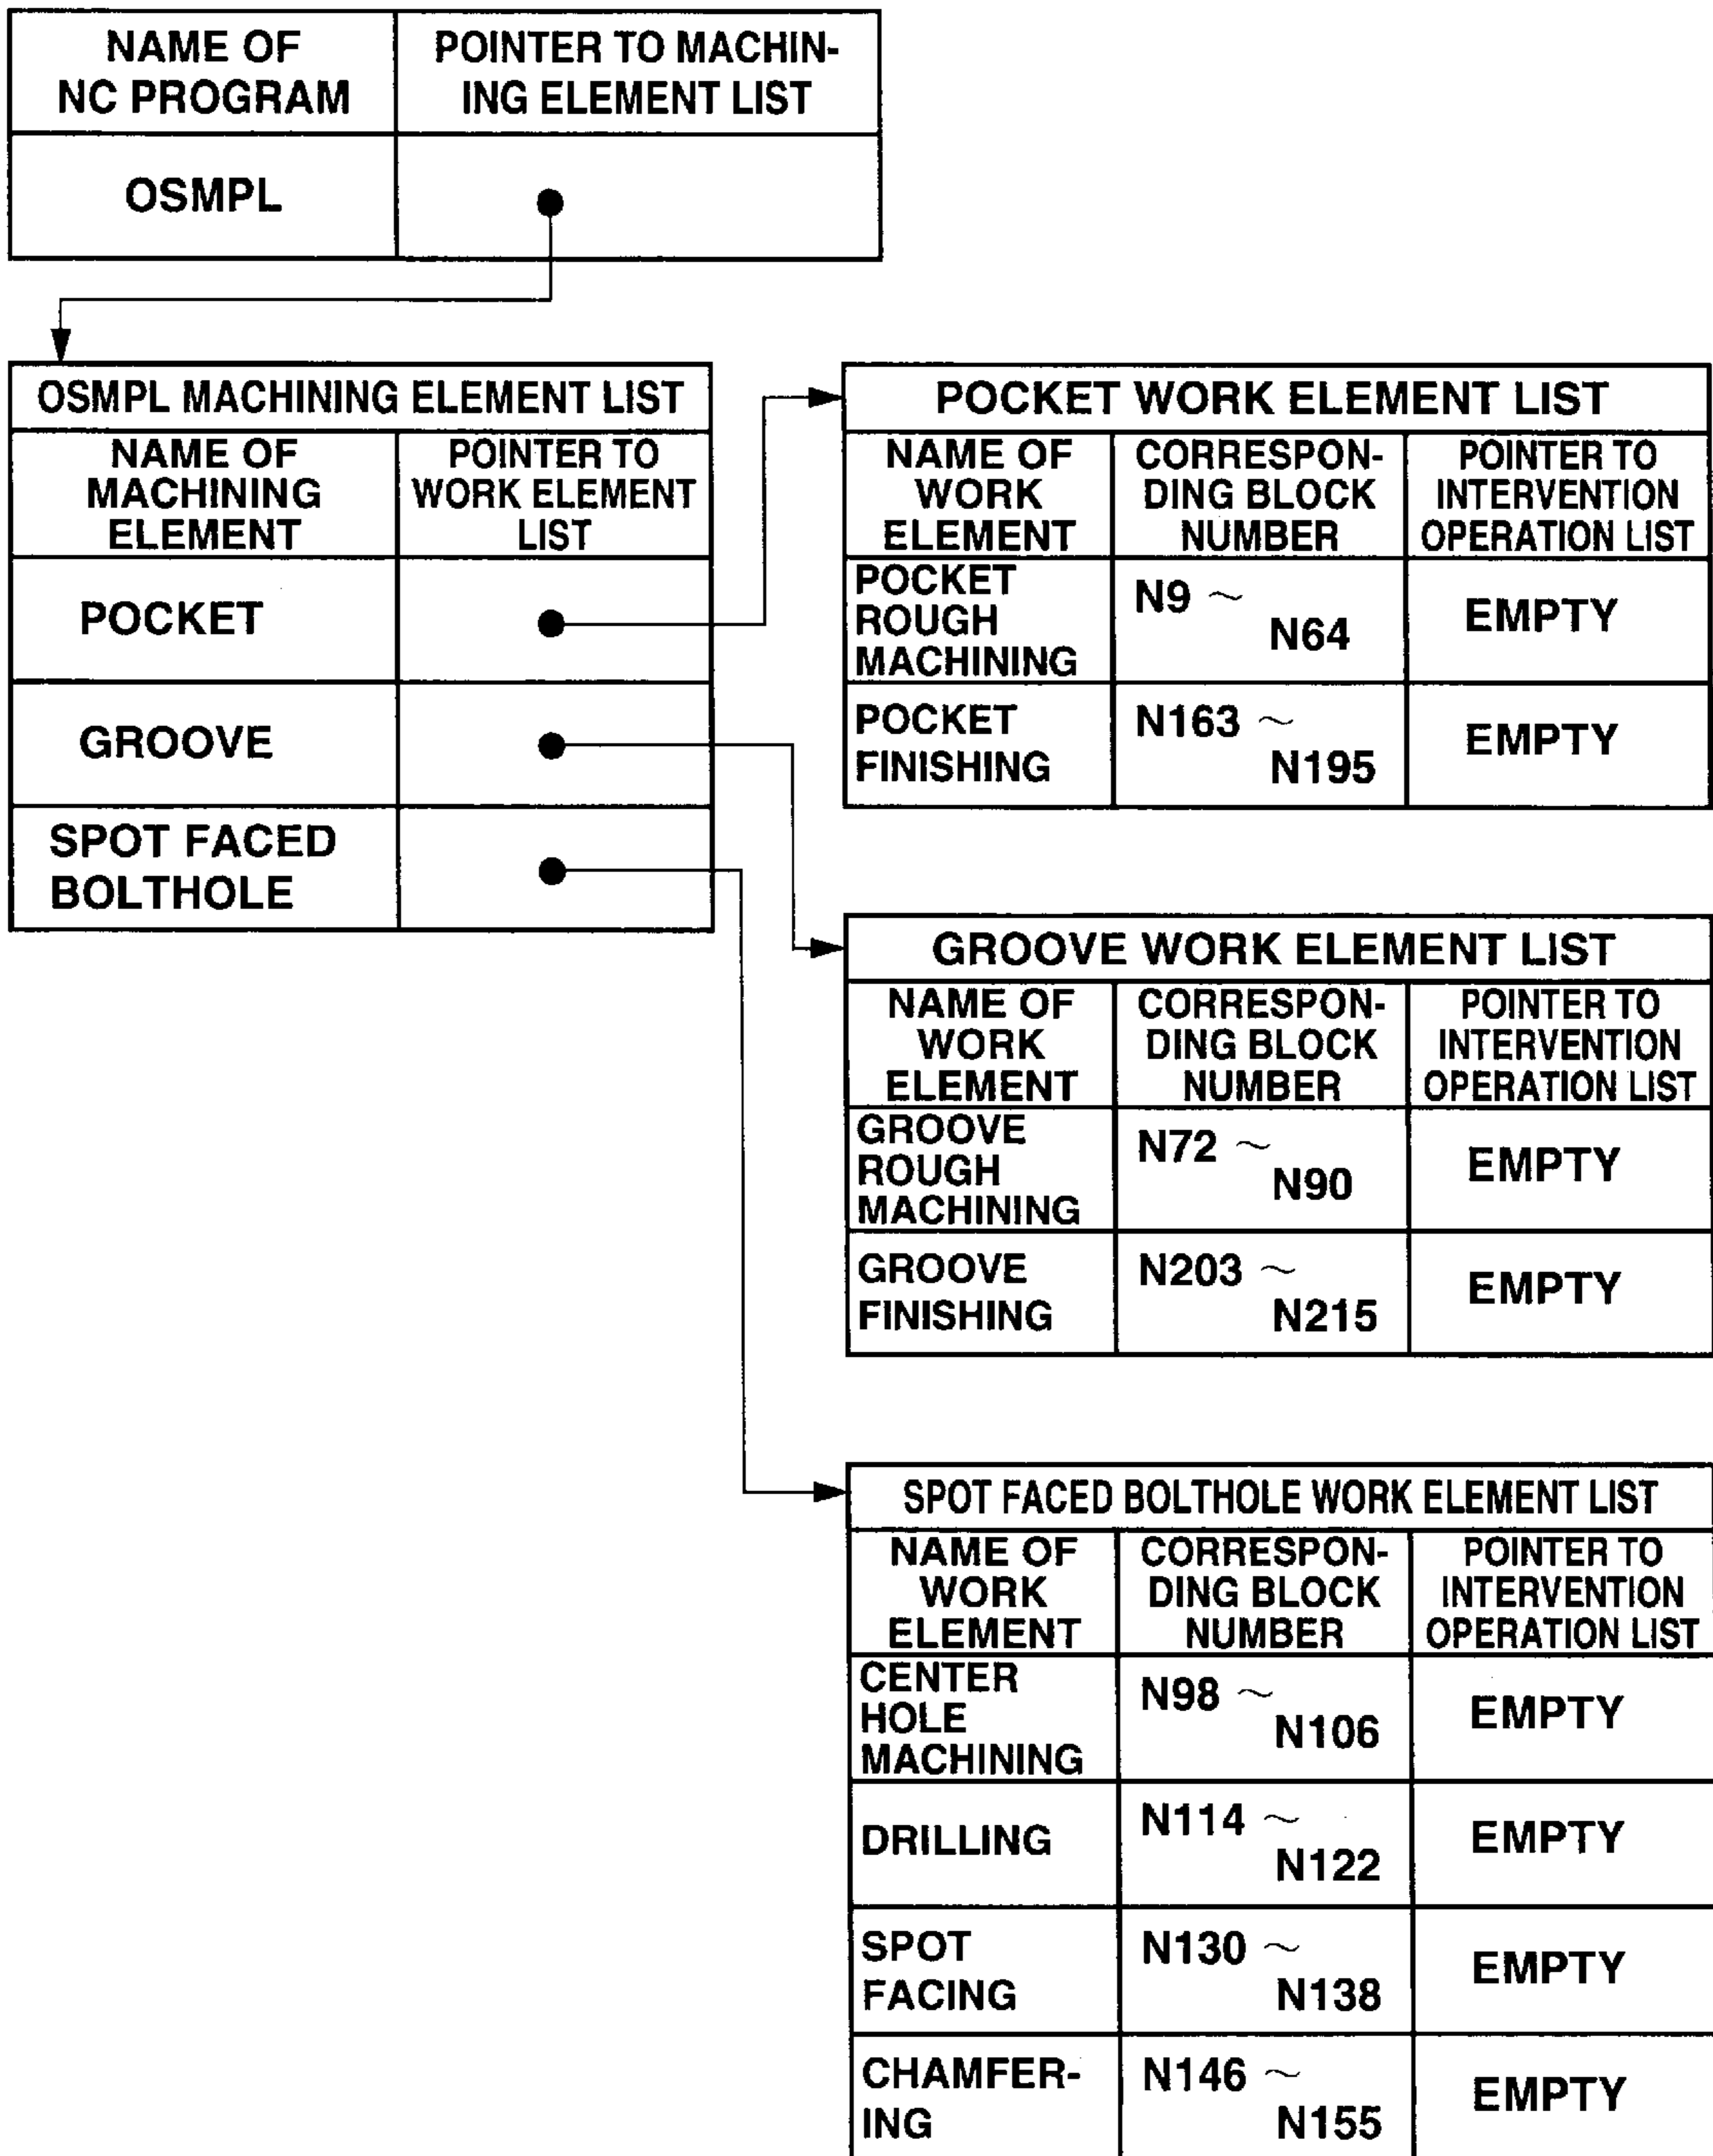 NAME OF
NC PROGRAM
POINTER TO MACHIN-
ING ELEMENT LIST
OSMPL
OSMPL MACHINING ELEMENT LIST
NAME OF
MACHINING
ELEMENT
POINTER TO
WORK ELEMENT
LIST
POCKET
GROOVE
SPOT FACED
BOLTHOLE
POCKET WORK ELEMENT LIST
NAME OF
WORK
ELEMENT
CORRESPON-
DING BLOCK
NUMBER
POINTER TO
INTERVENTION
OPERATION LIST
POCKET
ROUGH
MACHINING
N9 ~
N64
EMPTY
POCKET
FINISHING
N163 ~
N195
EMPTY
GROOVE WORK ELEMENT LIST
NAME OF
WORK
ELEMENT
CORRESPON-
DING BLOCK
NUMBER
POINTER TO
INTERVENTION
OPERATION LIST
GROOVE
ROUGH
MACHINING
N72 ~
N90
EMPTY
GROOVE
FINISHING
N203 ~
N215
EMPTY
SPOT FACED BOLTHOLE WORK ELEMENT LIST
NAME OF
WORK
ELEMENT
CORRESPON-
DING BLOCK
NUMBER
POINTER TO
INTERVENTION
OPERATION LIST
CENTER
HOLE
MACHINING
N98 ~
N106
EMPTY
DRILLING
N114 ~
N122
EMPTY
SPOT
FACING
N130 ~
N138
EMPTY
CHAMFER-
ING
N146 ~
N155
EMPTY